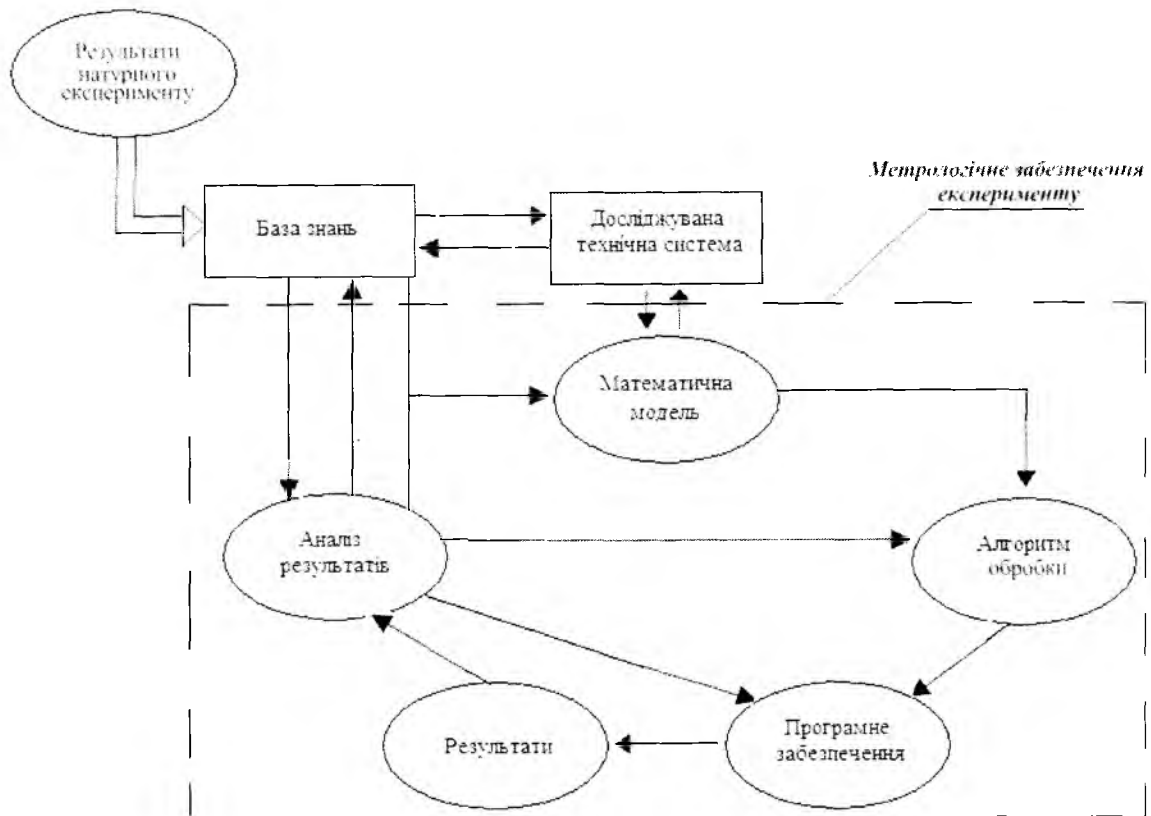 Результати
натурного
експерименту
Метрологічне забезпечення
експерименту
База знань
Досліджувана
технічна система
Математична
модель
Аналіз
результатів
Алгоритм
обробки
Результати
Програмне
забезпечення